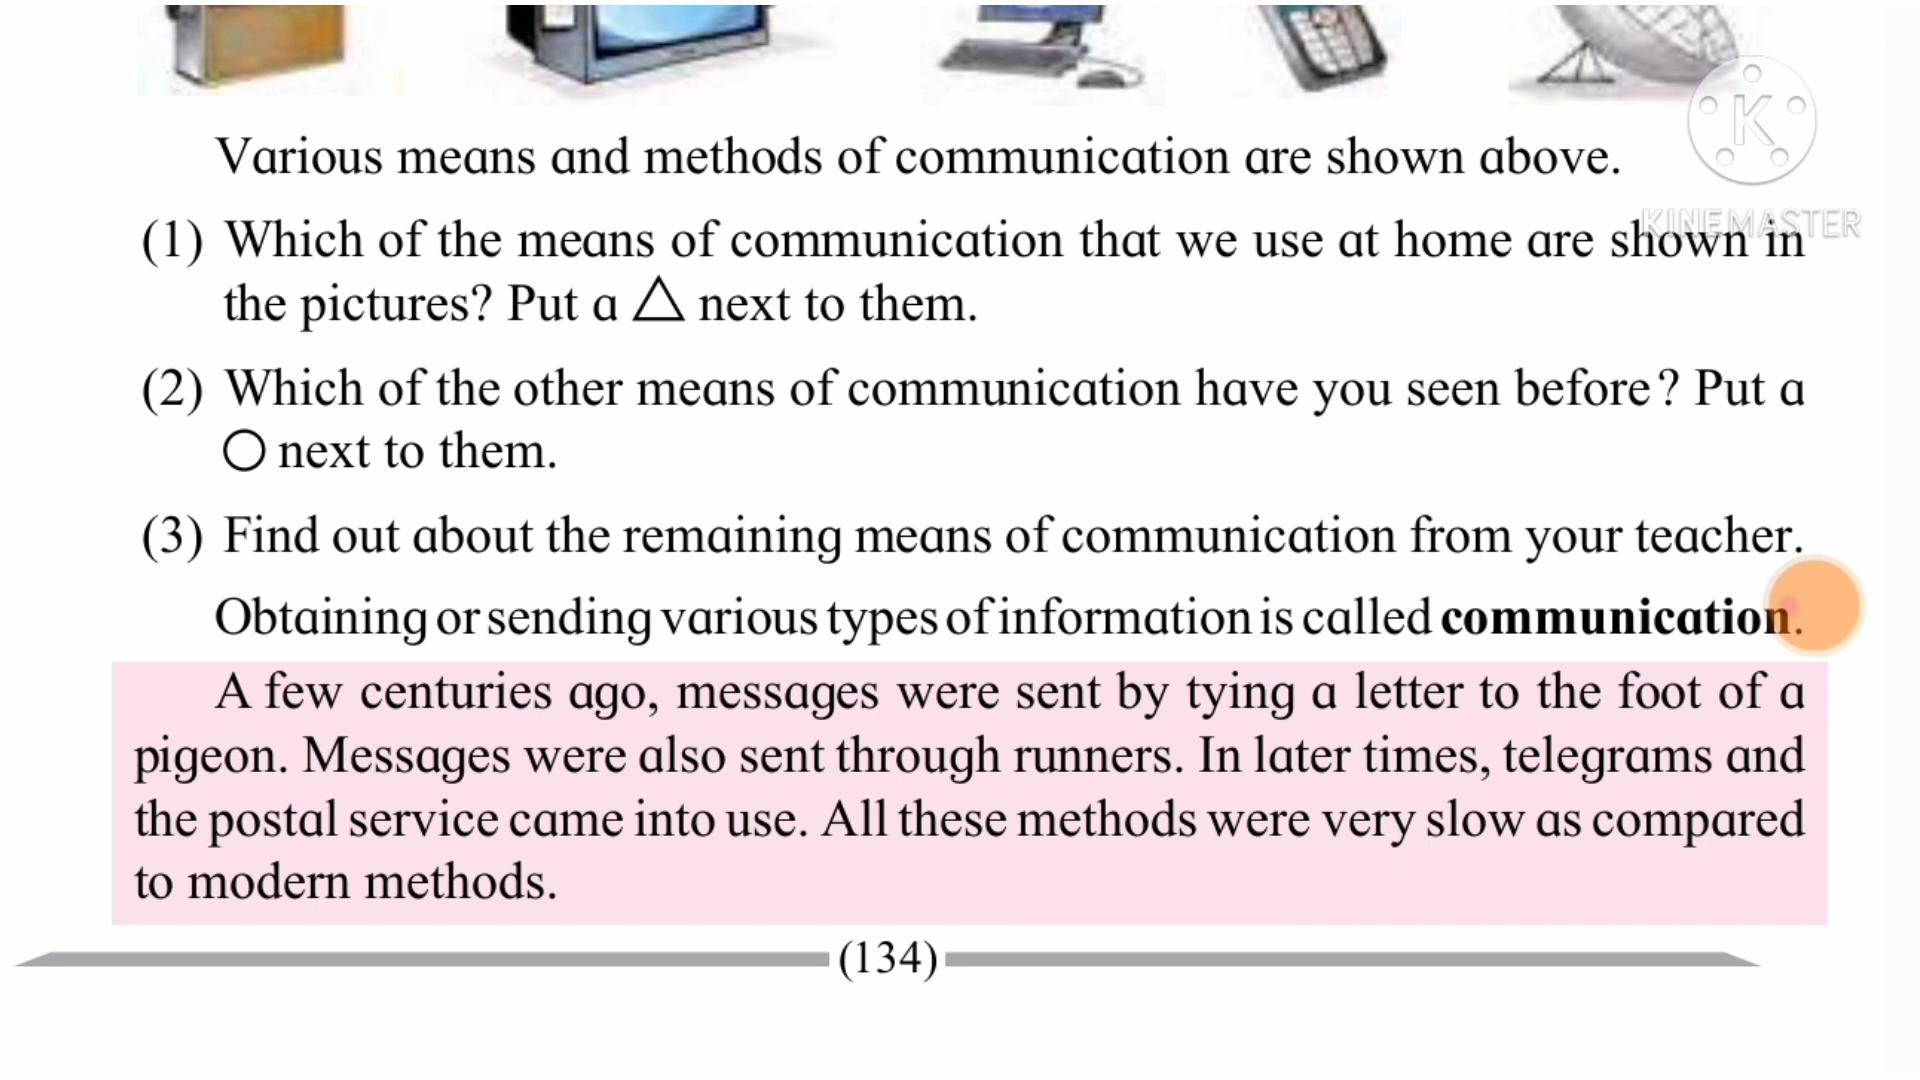 Various means and methods of communication are shown above.
K
KINEMASTER
(1) Which of the means of communication that we use at home are shown in
the pictures? Put a △ next to them.
(2) Which of the other means of communication have you seen before? Put a
○ next to them.
(3) Find out about the remaining means of communication from your teacher.
Obtaining or sending various types of information is called communication.
A few centuries ago, messages were sent by tying a letter to the foot of a
pigeon. Messages were also sent through runners. In later times, telegrams and
the postal service came into use. All these methods were very slow as compared
to modern methods.
(134)